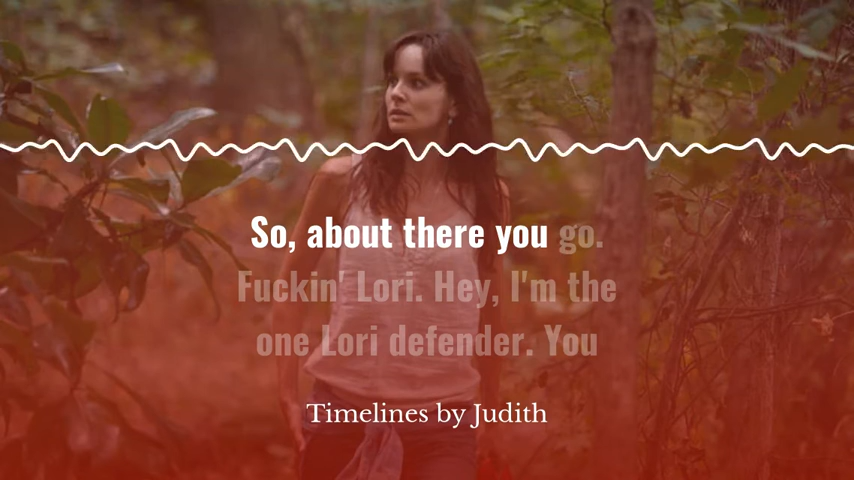 So, about there you go.
Fuckin' Lori. Hey, I'm the
one Lori defender. You
Timelines by Judith